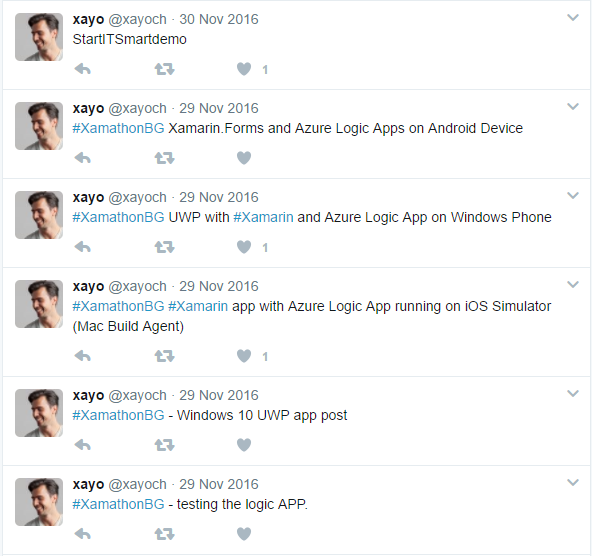 xayo @xayoch · 30 Nov 2016
StartITSmartdemo
1
xayo @xayoch · 29 Nov 2016
#XamathonBG Xamarin.Forms and Azure Logic Apps on Android Device
xayo @xayoch · 29 Nov 2016
#XamathonBG UWP with #Xamarin and Azure Logic App on Windows Phone
1
xayo @xayoch · 29 Nov 2016
#XamathonBG #Xamarin app with Azure Logic App running on iOS Simulator
(Mac Build Agent)
1
xayo @xayoch · 29 Nov 2016
#XamathonBG - Windows 10 UWP app post
xayo @xayoch · 29 Nov 2016
#XamathonBG - testing the logic APP.